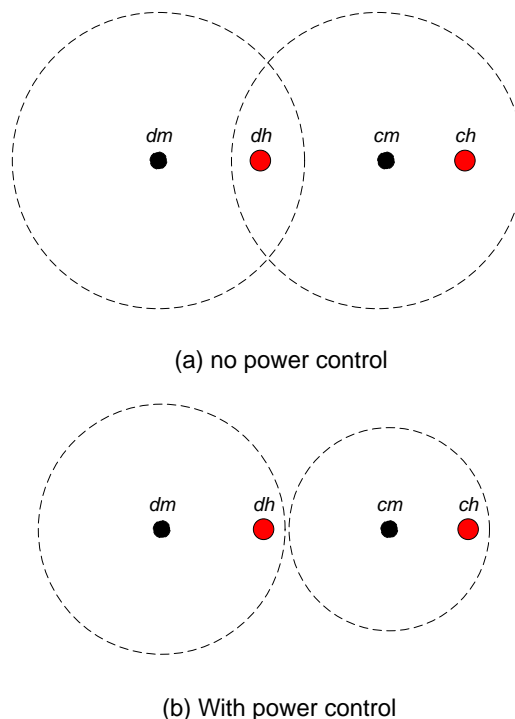 dm dh cm ch
(a) no power control
dm dh cm ch
(b) With power control